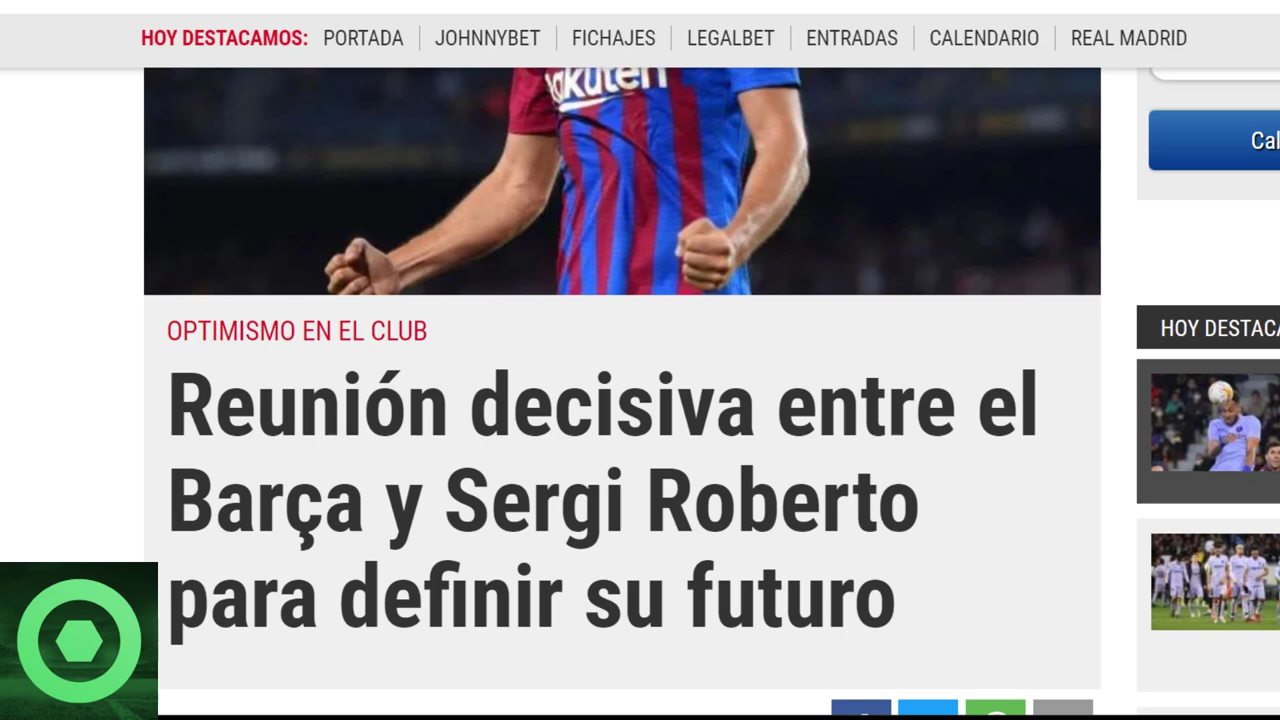 HOY DESTACAMOS: PORTADA JOHNNYBET FICHAJES LEGALBET ENTRADAS CALENDARIO REAL MADRID
OPTIMISMO EN EL CLUB
Reunión decisiva entre el
Barça y Sergi Roberto
para definir su futuro